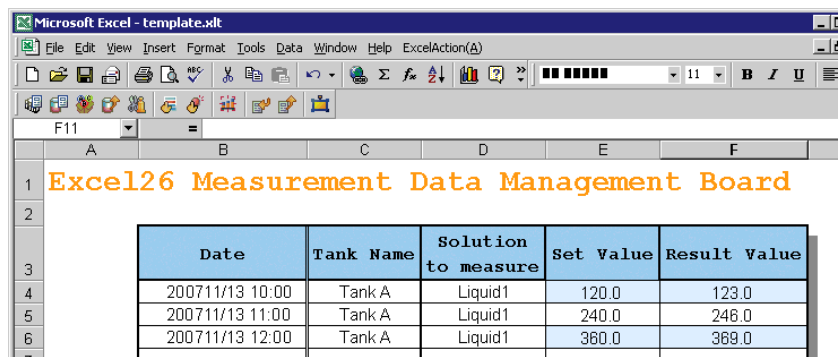 Microsoft Excel - template.xlt
File Edit View Insert Format Tools Data Window Help ExcelAction(A)
11 B I U
F11 =
A B C D E F
1 Excel26 Measurement Data Management Board
2
3 Date Tank Name Solution to measure Set Value Result Value
4 200711/13 10:00 Tank A Liquid1 120.0 123.0
5 200711/13 11:00 Tank A Liquid1 240.0 246.0
6 200711/13 12:00 Tank A Liquid1 360.0 369.0